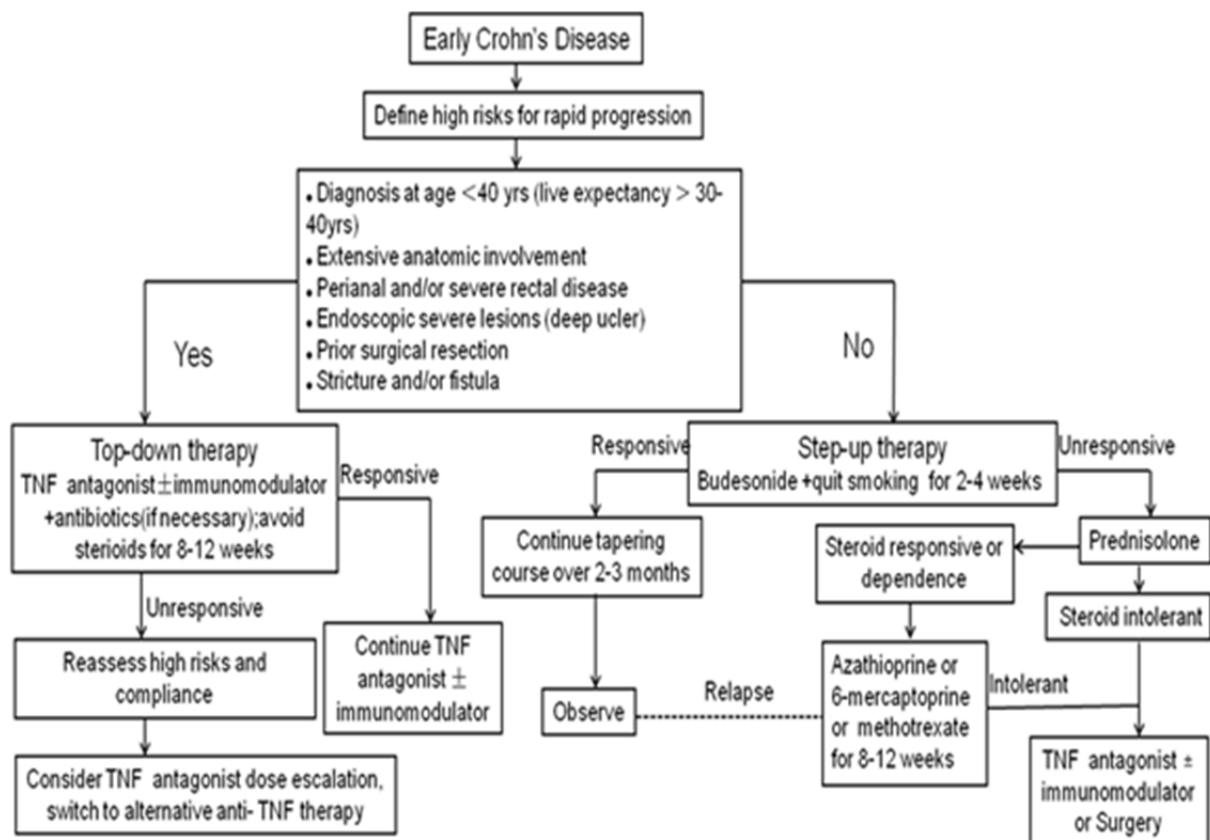 Early Crohn's Disease
Define high risks for rapid progression
• Diagnosis at age <40 yrs (live expectancy > 30-
40yrs)
• Extensive anatomic involvement
• Perianal and/or severe rectal disease
• Endoscopic severe lesions (deep ucler)
• Prior surgical resection
• Stricture and/or fistula
Yes
No
Top-down therapy
TNF antagonist±immunomodulator
+antibiotics(if necessary);avoid
sterioids for 8-12 weeks
Responsive
Unresponsive
Reassess high risks and
compliance
Consider TNF antagonist dose escalation,
switch to alternative anti- TNF therapy
Continue TNF
antagonist ±
immunomodulator
Responsive
Step-up therapy
Budesonide +quit smoking for 2-4 weeks
Unresponsive
Continue tapering
course over 2-3 months
Observe
Relapse
Steroid responsive or
dependence
Prednisolone
Steroid intolerant
Azathioprine or
6-mercaptoprine
or methotrexate
for 8-12 weeks
Intolerant
TNF antagonist ±
immunomodulator
or Surgery